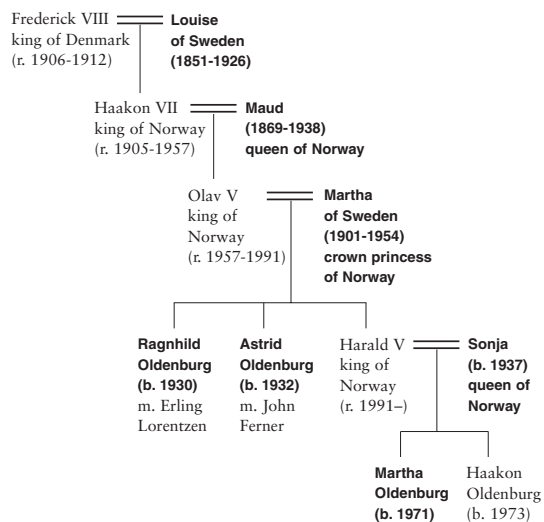 Frederick VIII
king of Denmark
(r. 1906-1912)
Louise
of Sweden
(1851-1926)
Haakon VII
king of Norway
(r. 1905-1957)
Maud
(1869-1938)
queen of Norway
Olav V
king of
Norway
(r. 1957-1991)
Martha
of Sweden
(1901-1954)
crown princess
of Norway
Ragnhild
Oldenburg
(b. 1930)
m. Erling
Lorentzen
Astrid
Oldenburg
(b. 1932)
m. John
Ferner
Harald V
king of
Norway
(r. 1991–)
Sonja
(b. 1937)
queen of
Norway
Martha
Oldenburg
(b. 1971)
Haakon
Oldenburg
(b. 1973)